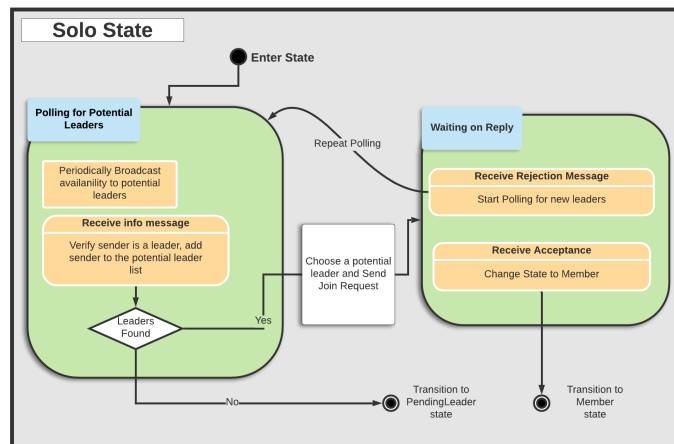 Solo State
Enter State
Polling for Potential
Leaders
Periodically Broadcast
availanility to potential
leaders
Receive info message
Verify sender is a leader, add
sender to the potential leader
list
Leaders
Found
Yes
No
Choose a potential
leader and Send
Join Request
Repeat Polling
Waiting on Reply
Receive Rejection Message
Start Polling for new leaders
Receive Acceptance
Change State to Member
Transition to
PendingLeader
state
Transition to
Member
state